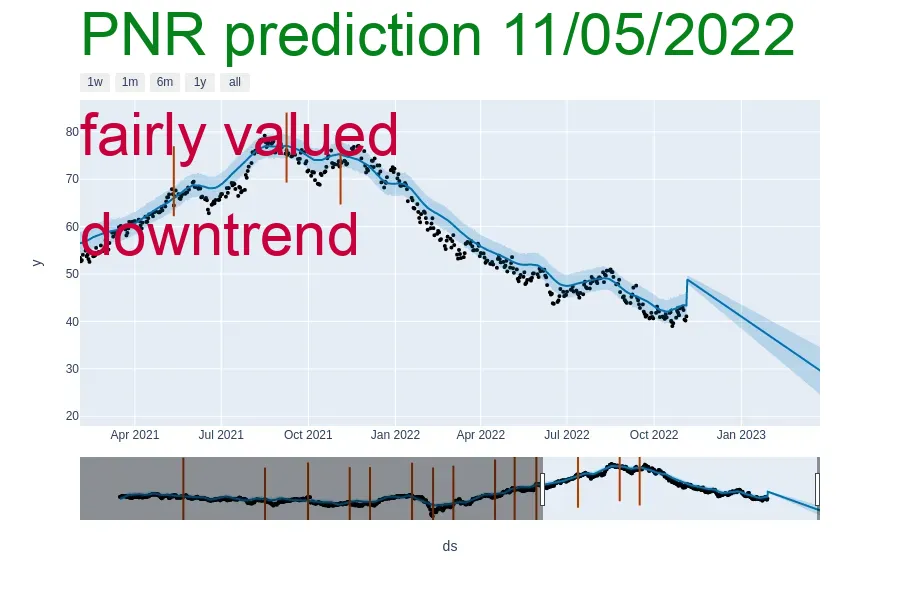 PNR prediction 11/05/2022
1w 1m 6m 1y all
fairly valued
downtrend
80
70
60
50
40
30
20
y
Apr 2021 Jul 2021 Oct 2021 Jan 2022 Apr 2022 Jul 2022 Oct 2022 Jan 2023
ds